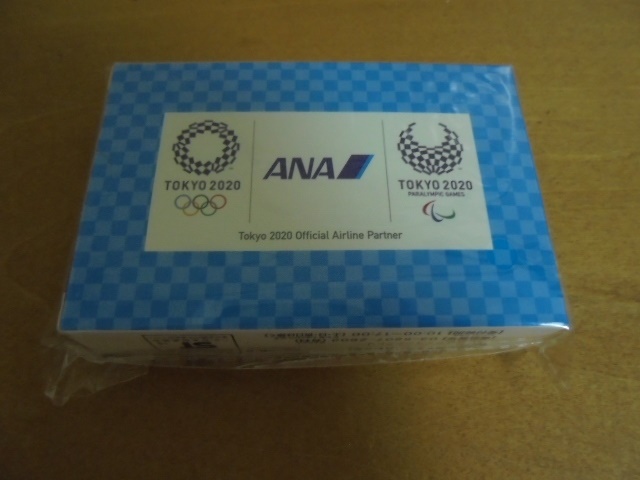 TOKYO 2020
ANA
TOKYO 2020
PARALYMPIC GAMES
Tokyo 2020 Official Airline Partner